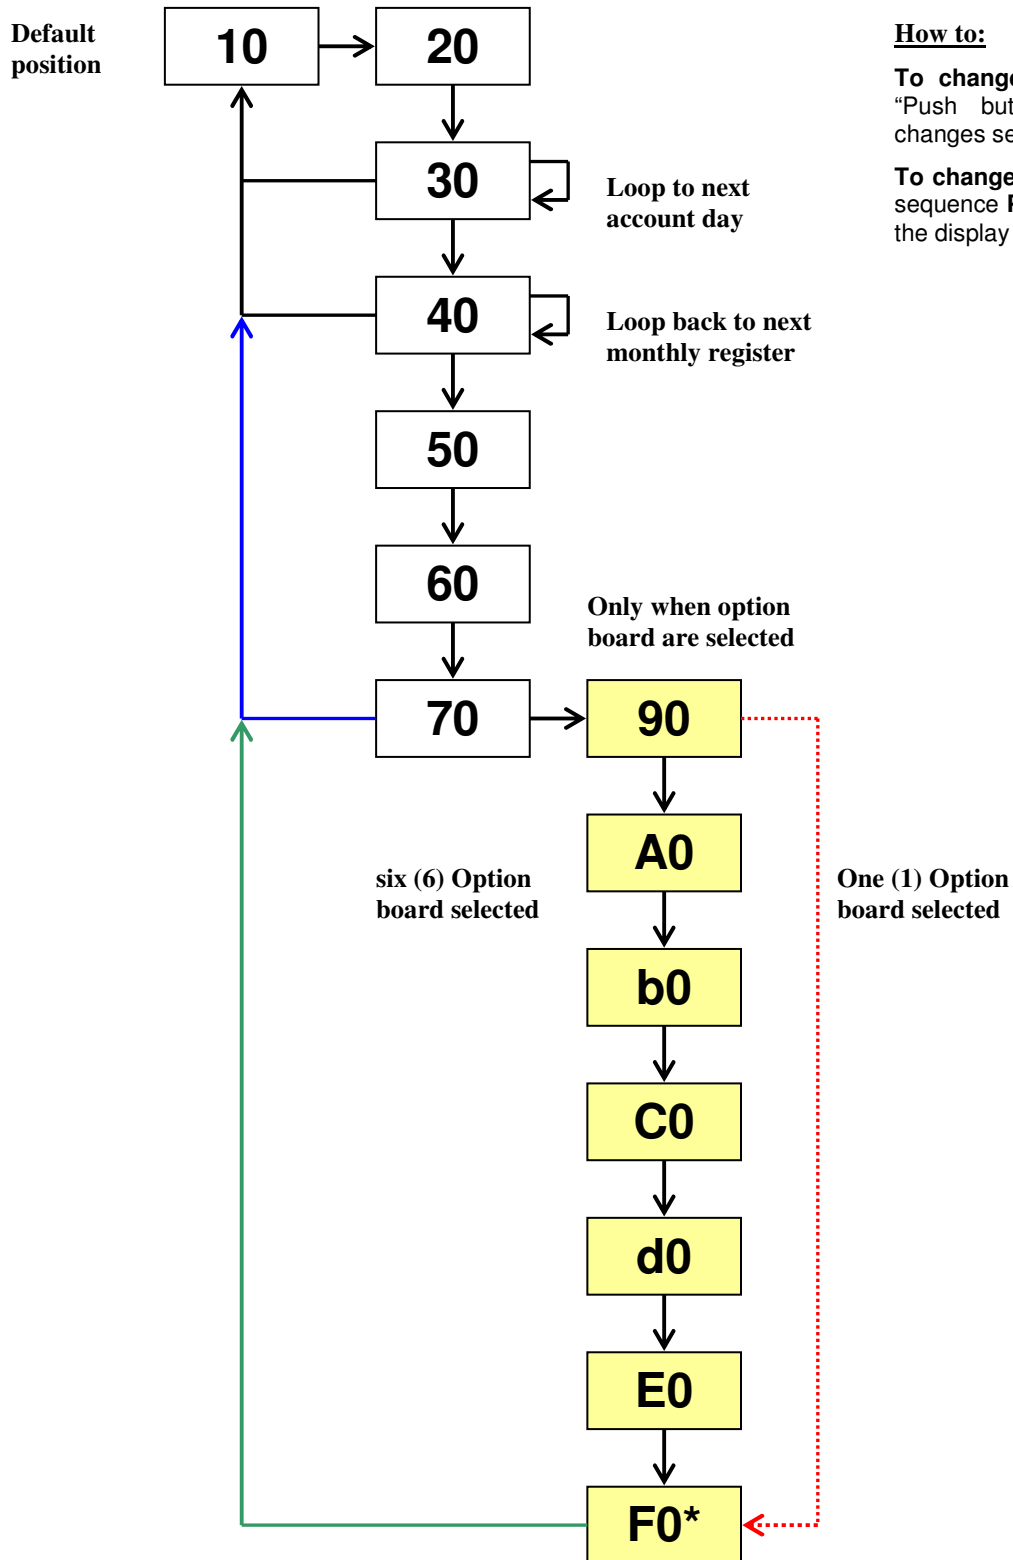 Default
position
10
20
How to:
To change
“Push but
changes se
To change
sequence
the display
30
Loop to next
account day
40
Loop back to next
monthly register
50
60
Only when option
board are selected
70
90
A0
six (6) Option
board selected
One (1) Option
board selected
b0
C0
d0
E0
F0*